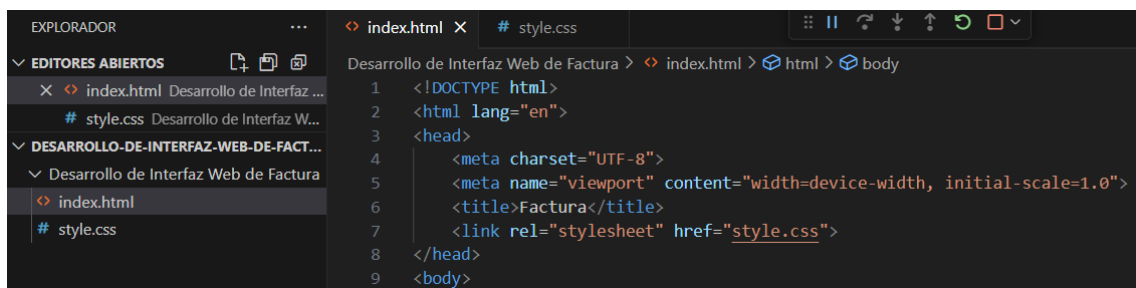 EXPLORADOR ...
EDITORES ABIERTOS
index.html Desarrollo de Interfaz ...
style.css Desarrollo de Interfaz W...
DESARROLLO-DE-INTERFAZ-WEB-DE-FACT...
Desarrollo de Interfaz Web de Factura
index.html
# style.css
index.html
# style.css
Desarrollo de Interfaz Web de Factura > index.html > html > body
1 <!DOCTYPE html>
2 <html lang="en">
3 <head>
4 <meta charset="UTF-8">
5 <meta name="viewport" content="width=device-width, initial-scale=1.0">
6 <title>Factura</title>
7 <link rel="stylesheet" href="style.css">
8 </head>
9 <body>